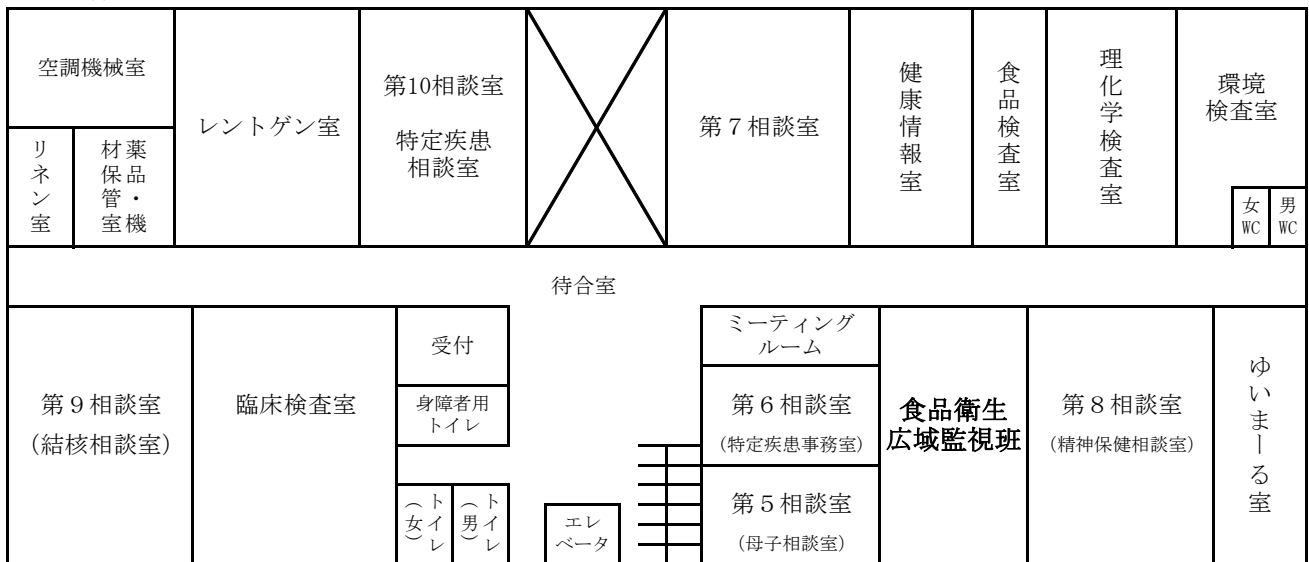 空調機械室
リネン室
薬品・機
材保管室
レントゲン室
第10相談室
特定疾患
相談室
第７相談室
健康情報室
食品検査室
理化学検査室
環境
検査室
女
WC
男
WC
待合室
第９相談室
(結核相談室)
臨床検査室
受付
身障者用
トイレ
トイレ
(女)
トイレ
(男)
エレ
ベータ
ミーティング
ルーム
第６相談室
(特定疾患事務室)
第５相談室
(母子相談室)
食品衛生
広域監視班
第８相談室
(精神保健相談室)
ゆいまーる室